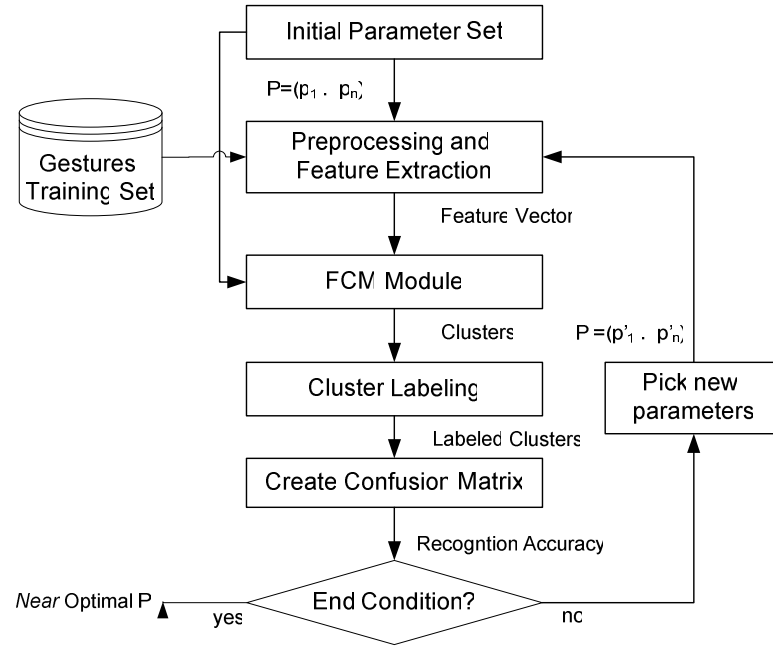 Initial Parameter Set
P=(p1 . pn)
Gestures
Training Set
Preprocessing and
Feature Extraction
Feature Vector
FCM Module
Clusters
P =(p'1 . p'n)
Cluster Labeling
Pick new
parameters
Labeled Clusters
Create Confusion Matrix
Recogntion Accuracy
Near Optimal P
End Condition?
yes
no